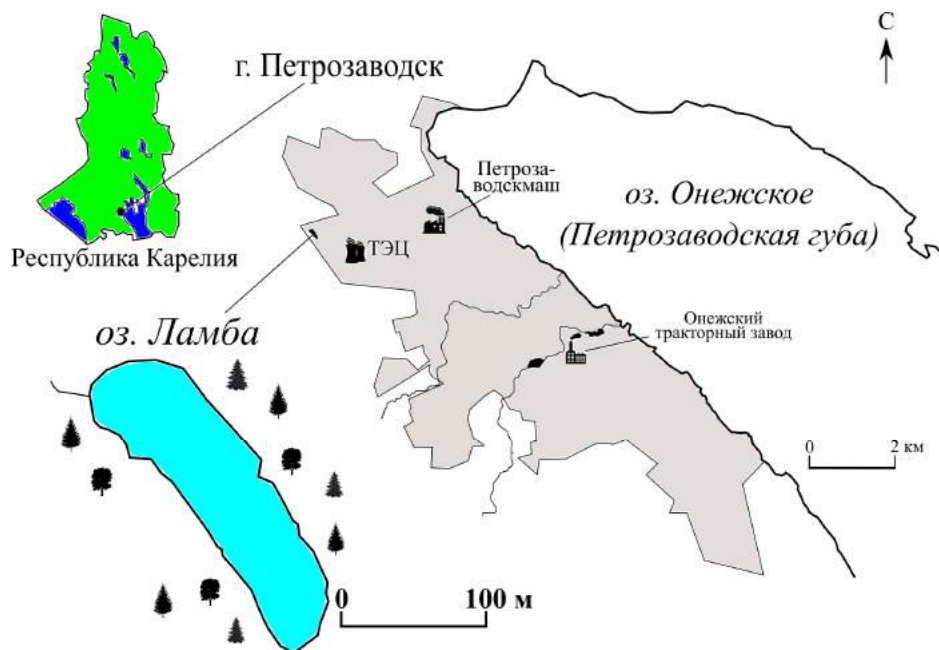 С
г. Петрозаводск
Петроза-
водскмаш
оз. Онежское
(Петрозаводская губа)
ТЭЦ
Республика Карелия
оз. Ламба
Онежский
тракторный завод
0 2 км
0 100 м